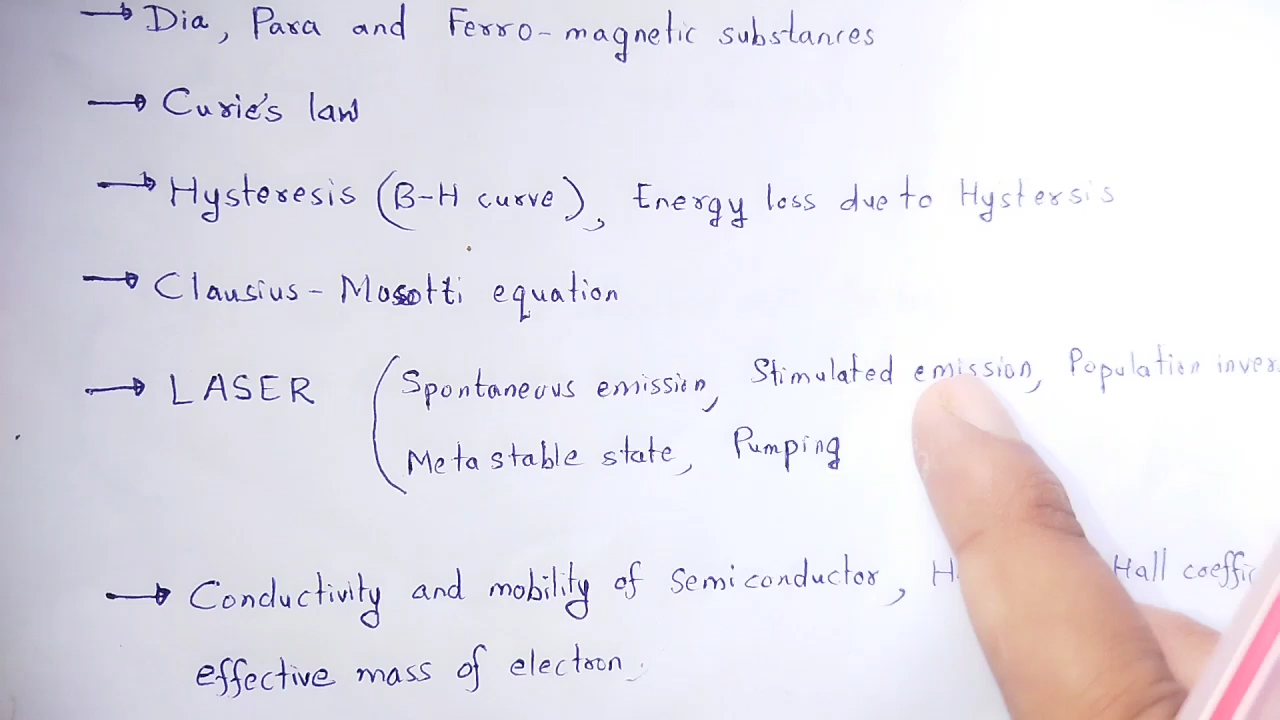 → Dia, Para and Ferro-magnetic substances
→ Curie's law
→ Hysteresis (B-H curve), Energy loss due to Hystersis
→ Clausius-Mosotti equation
→ LASER (Spontaneous emission, Stimulated emission, Population
Metastable state, Pumping
→ Conductivity and mobility of Semiconductor, Hall
effective mass of electron